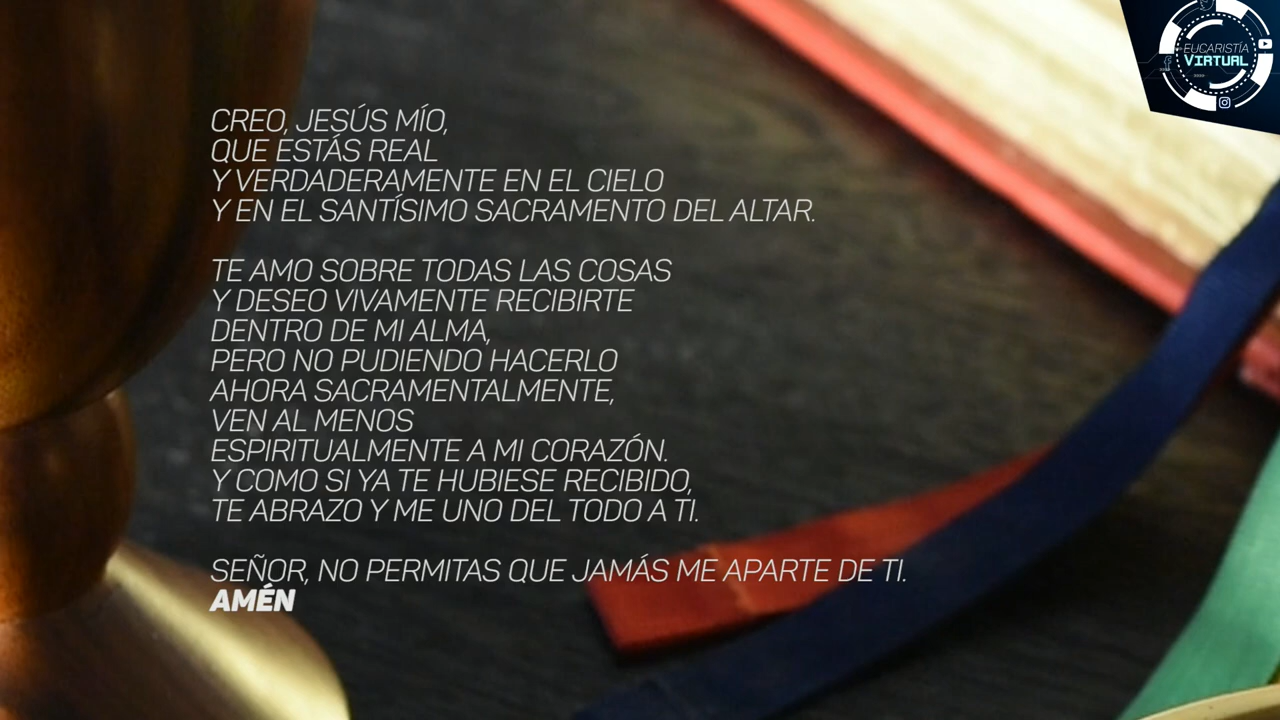 EUCARISTÍA
VIRTUAL
CREO, JESÚS MÍO,
QUE ESTÁS REAL
Y VERDADERAMENTE EN EL CIELO
Y EN EL SANTÍSIMO SACRAMENTO DEL ALTAR.
TE AMO SOBRE TODAS LAS COSAS
Y DESEO VIVAMENTE RECIBIRTE
DENTRO DE MI ALMA,
PERO NO PUDIENDO HACERLO
AHORA SACRAMENTALMENTE,
VEN AL MENOS
ESPIRITUALMENTE A MI CORAZÓN.
Y COMO SI YA TE HUBIESE RECIBIDO,
TE ABRAZO Y ME UNO DEL TODO A TI.
SEÑOR, NO PERMITAS QUE JAMÁS ME APARTE DE TI.
AMÉN